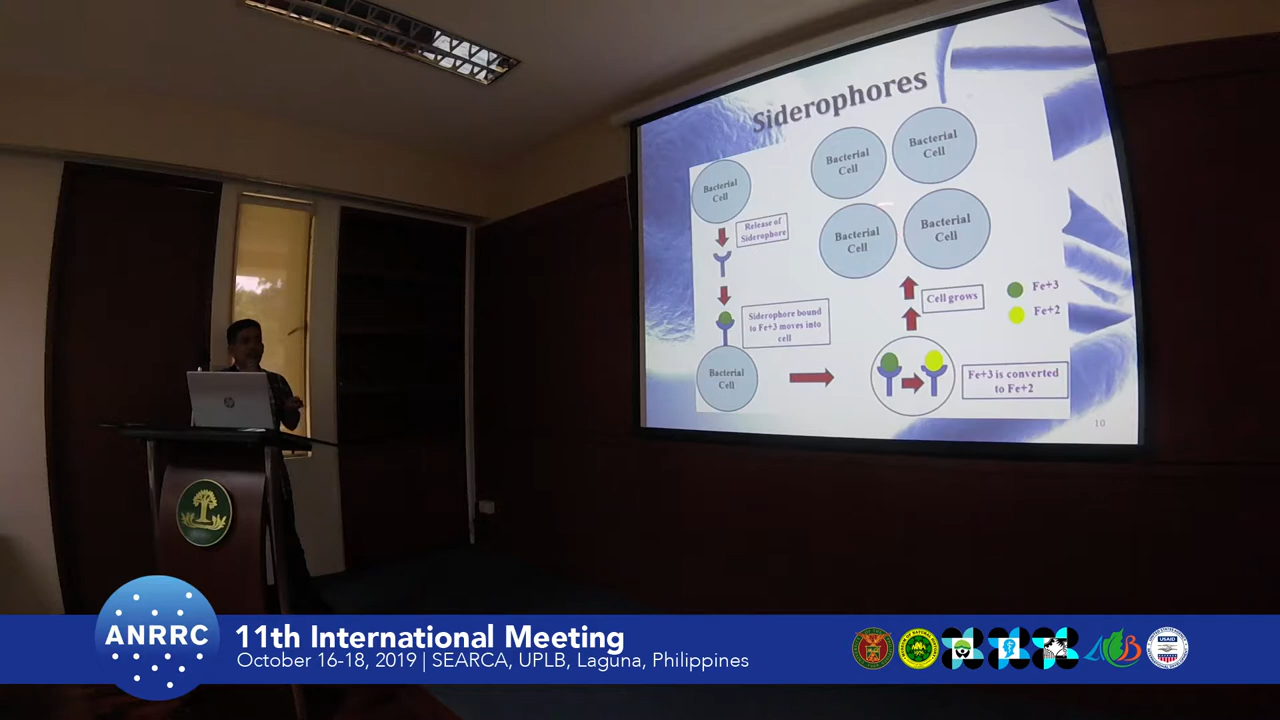 Siderophores
Bacterial
Cell
Release of
Siderophore
Siderophore bound
to Fe+3 moves into
cell
Bacterial
Cell
Bacterial
Cell
Bacterial
Cell
Bacterial
Cell
Bacterial
Cell
Cell grows
Fe+3
Fe+2
Fe+3 is converted
to Fe+2
10
hp
ANRRC
11th International Meeting
October 16-18, 2019 | SEARCA, UPLB, Laguna, Philippines
USAID